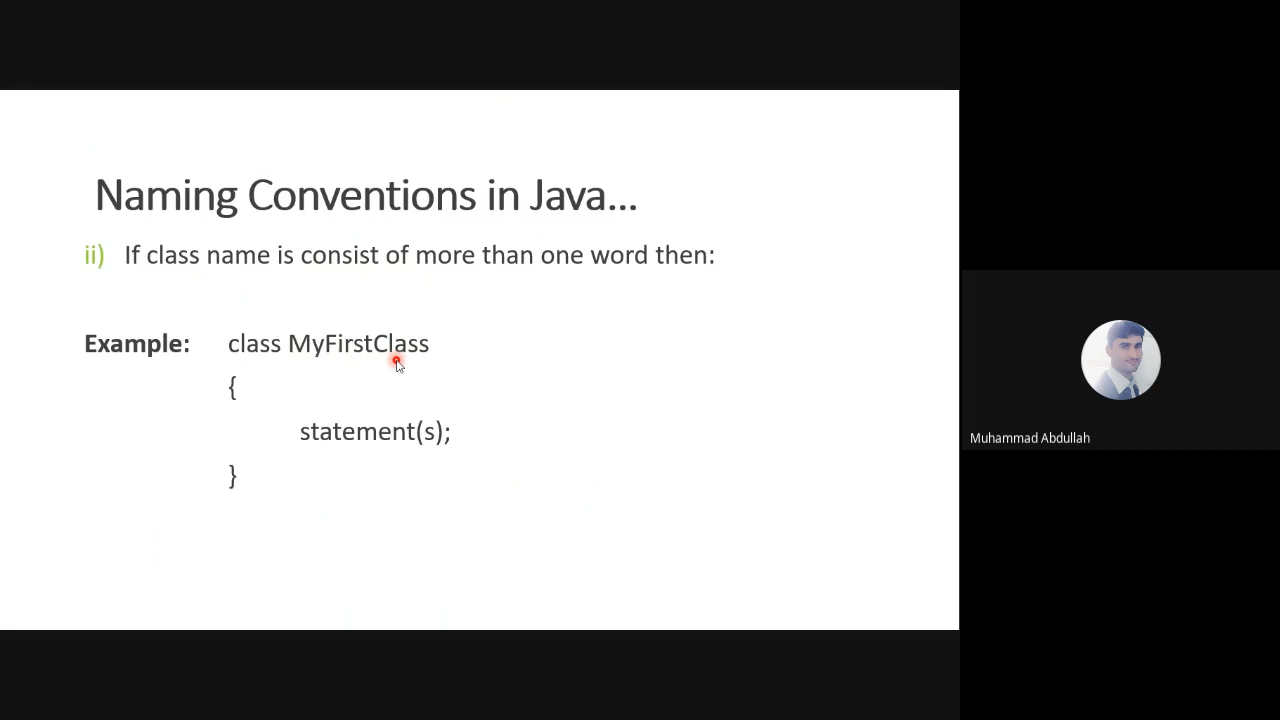 Naming Conventions in Java...
ii) If class name is consist of more than one word then:
Example: class MyFirstClass
{
statement(s);
}
Muhammad Abdullah